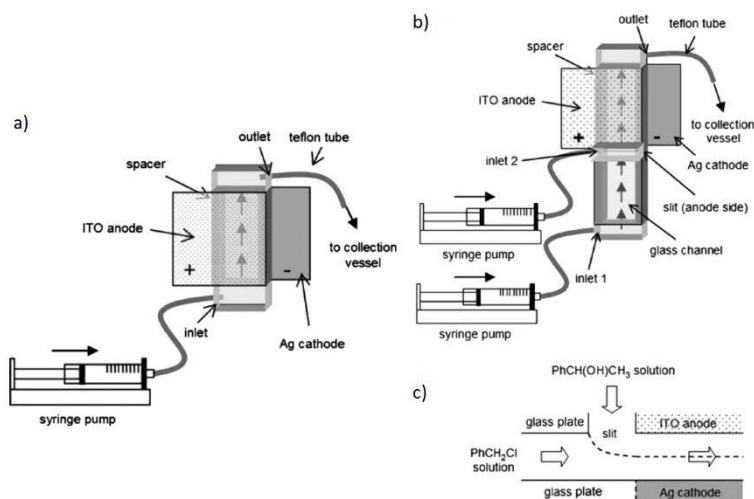 a)
outlet
teflon tube
spacer
ITO anode
to collection
vessel
+
-
inlet
Ag cathode
syringe pump
b)
outlet
teflon tube
spacer
ITO anode
to collection
vessel
+
-
inlet 2
Ag cathode
slit (anode side)
syringe pump
glass channel
inlet 1
syringe pump
c)
PhCH(OH)CH₃ solution
glass plate
slit
ITO anode
PhCH₂Cl
solution
glass plate
Ag cathode